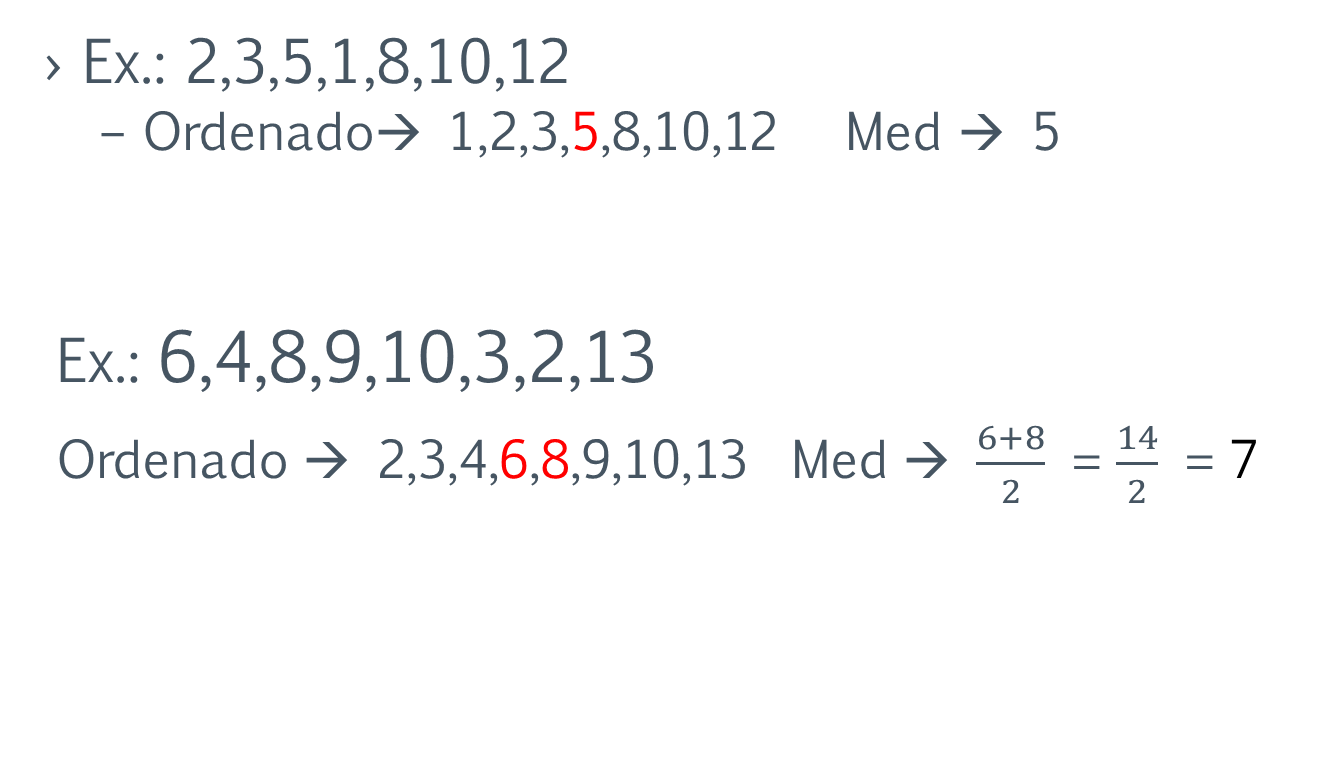 › Ex.: 2,3,5,1,8,10,12
– Ordenado→ 1,2,3,5,8,10,12 Med → 5
Ex.: 6,4,8,9,10,3,2,13
Ordenado → 2,3,4,6,8,9,10,13 Med → 6+8/2 = 14/2 = 7